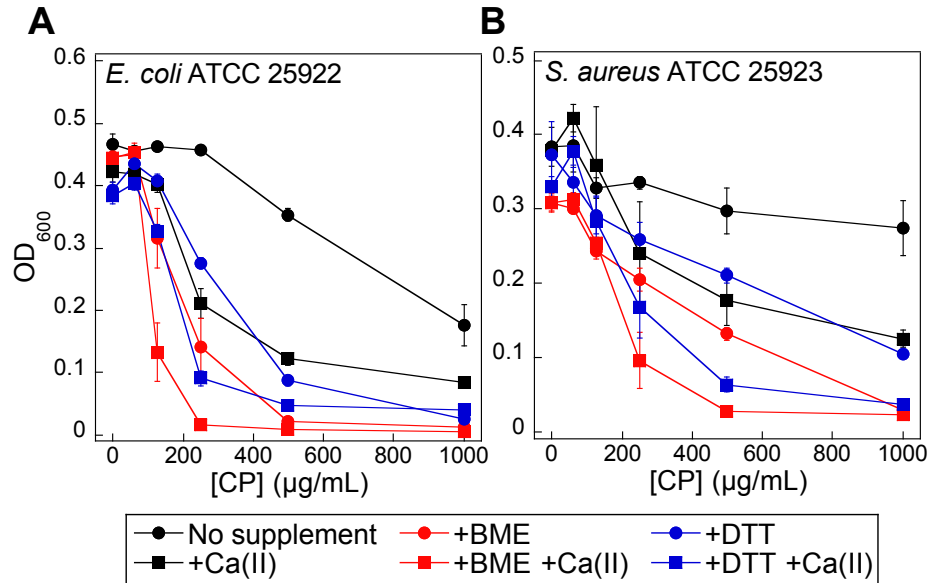 A
B
E. coli ATCC 25922
S. aureus ATCC 25923
OD600
0.6
0.5
0.4
0.3
0.2
0.1
0
0.4
0.3
0.2
0.1
0
0 200 400 600 800 1000
0 200 400 600 800 1000
[CP] (µg/mL)
[CP] (µg/mL)
No supplement +BME +DTT
+Ca(II) +BME +Ca(II) +DTT +Ca(II)